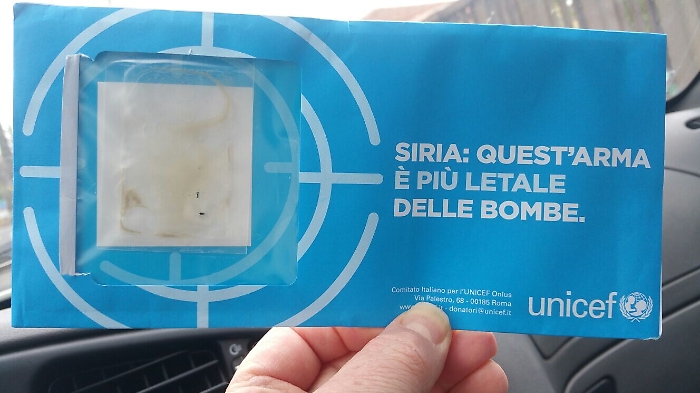 SIRIA: QUEST'ARMA
È PIÙ LETALE
DELLE BOMBE.
Comitato Italiano per l'UNICEF Onlus
Via Palestro, 68 - 00185 Roma
donatori@unicef.it
unicef